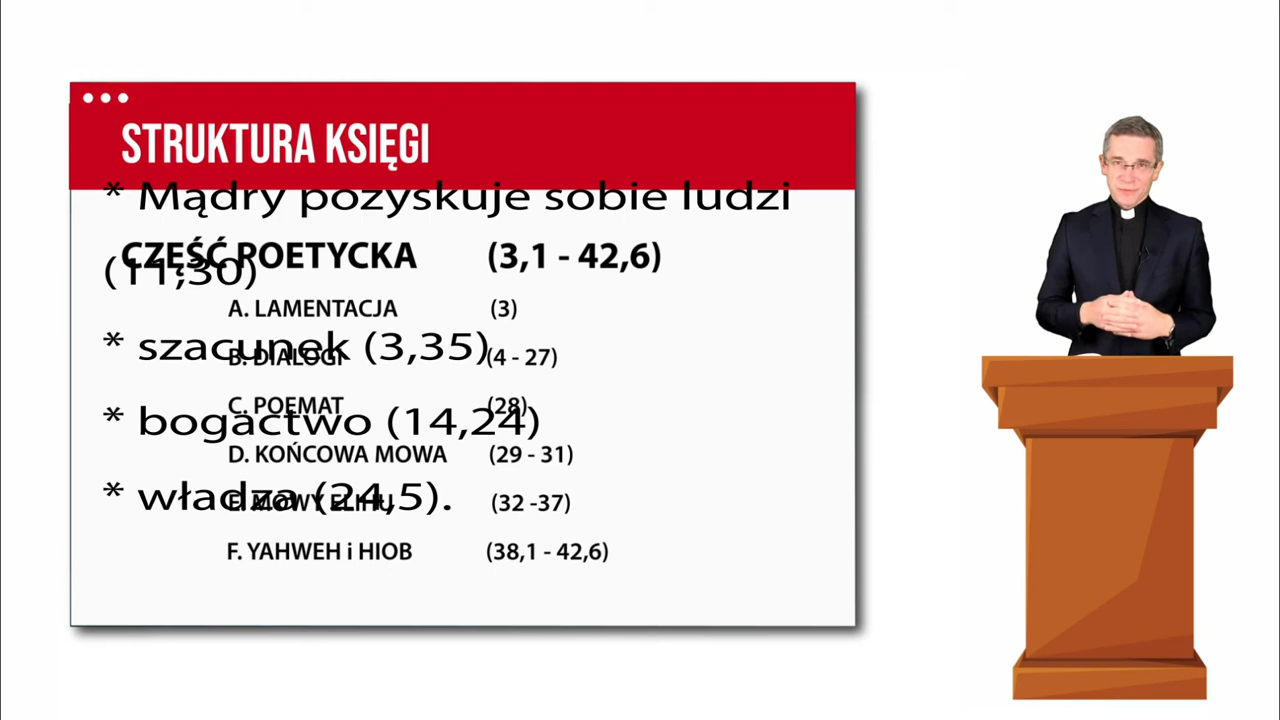 STRUKTURA KSIĘGI
* Mądry pozyskuje sobie ludzi
(11,30)
CZĘŚĆ POETYCKA (3,1 - 42,6)
A. LAMENTACJA (3)
* szacunek (3,35)
B. DIALOGI (4 - 27)
C. POEMAT (28)
* bogactwo (14,24)
D. KOŃCOWA MOWA (29 - 31)
* władza (24,5).
E. MOWY ELIHU (32 -37)
F. YAHWEH i HIOB (38,1 - 42,6)